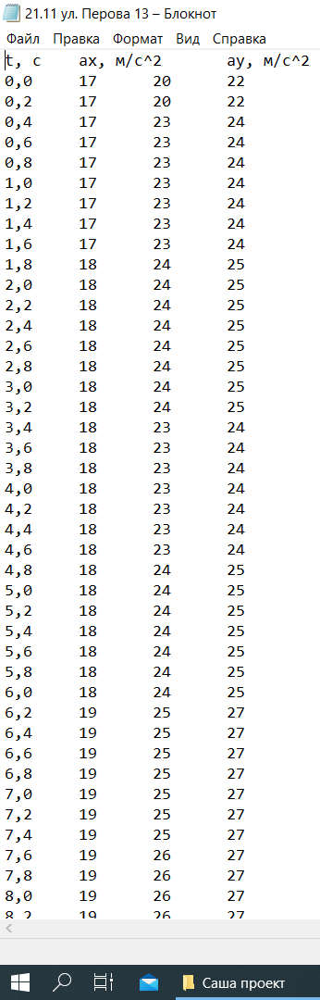 21.11 ул. Перова 13 – Блокнот
Файл Правка Формат Вид Справка
t, с ax, м/с^2 ay, м/с^2
0,0 17 20 22
0,2 17 20 22
0,4 17 23 24
0,6 17 23 24
0,8 17 23 24
1,0 17 23 24
1,2 17 23 24
1,4 17 23 24
1,6 17 23 24
1,8 18 24 25
2,0 18 24 25
2,2 18 24 25
2,4 18 24 25
2,6 18 24 25
2,8 18 24 25
3,0 18 24 25
3,2 18 24 25
3,4 18 23 24
3,6 18 23 24
3,8 18 23 24
4,0 18 23 24
4,2 18 23 24
4,4 18 23 24
4,6 18 23 24
4,8 18 24 25
5,0 18 24 25
5,2 18 24 25
5,4 18 24 25
5,6 18 24 25
5,8 18 24 25
6,0 18 24 25
6,2 19 25 27
6,4 19 25 27
6,6 19 25 27
6,8 19 25 27
7,0 19 25 27
7,2 19 25 27
7,4 19 25 27
7,6 19 26 27
7,8 19 26 27
8,0 19 26 27
8,2 19 26 27
Саша проект